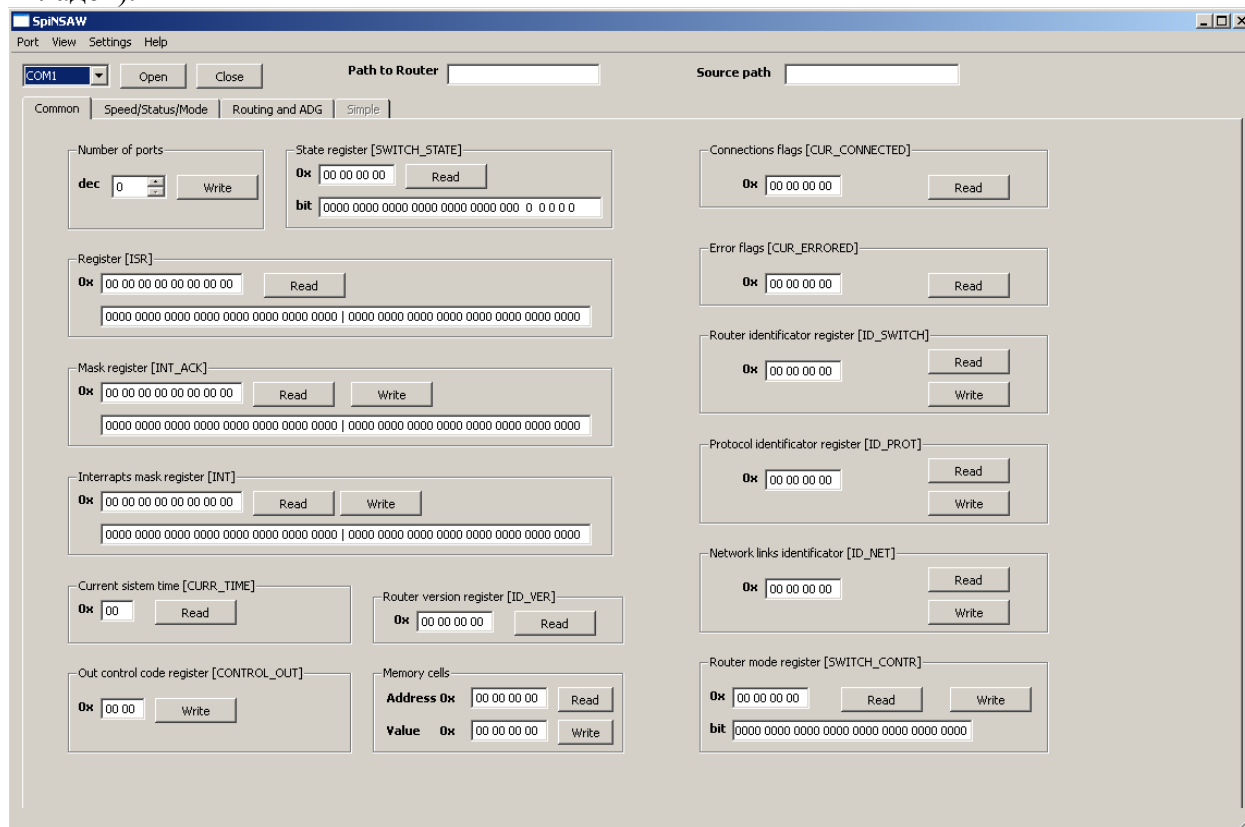 SpiNSAW
Port View Settings Help
COM1 Open Close Path to Router Source path
Common Speed/Status/Mode Routing and ADG Simple
Number of ports
dec 0 Write
State register [SWITCH_STATE]
0x 00 00 00 00 Read
bit 0000 0000 0000 0000 0000 0000 000 0 0 0 0 0
Register [ISR]
0x 00 00 00 00 00 00 00 00 Read
0000 0000 0000 0000 0000 0000 0000 0000 | 0000 0000 0000 0000 0000 0000 0000 0000
Mask register [INT_ACK]
0x 00 00 00 00 00 00 00 00 Read Write
0000 0000 0000 0000 0000 0000 0000 0000 | 0000 0000 0000 0000 0000 0000 0000 0000
Interrapts mask register [INT]
0x 00 00 00 00 00 00 00 00 Read Write
0000 0000 0000 0000 0000 0000 0000 0000 | 0000 0000 0000 0000 0000 0000 0000 0000
Current sistem time [CURR_TIME]
0x 00 Read
Router version register [ID_VER]
0x 00 00 00 00 Read
Out control code register [CONTROL_OUT]
0x 00 00 Write
Memory cells
Address 0x 00 00 00 00 Read
Value 0x 00 00 00 00 Write
Connections flags [CUR_CONNECTED]
0x 00 00 00 00 Read
Error flags [CUR_ERRORED]
0x 00 00 00 00 Read
Router identificator register [ID_SWITCH]
0x 00 00 00 00 Read
Write
Protocol identificator register [ID_PROT]
0x 00 00 00 00 Read
Write
Network links identificator [ID_NET]
0x 00 00 00 00 Read
Write
Router mode register [SWITCH_CONTR]
0x 00 00 00 00 Read Write
bit 0000 0000 0000 0000 0000 0000 0000 0000